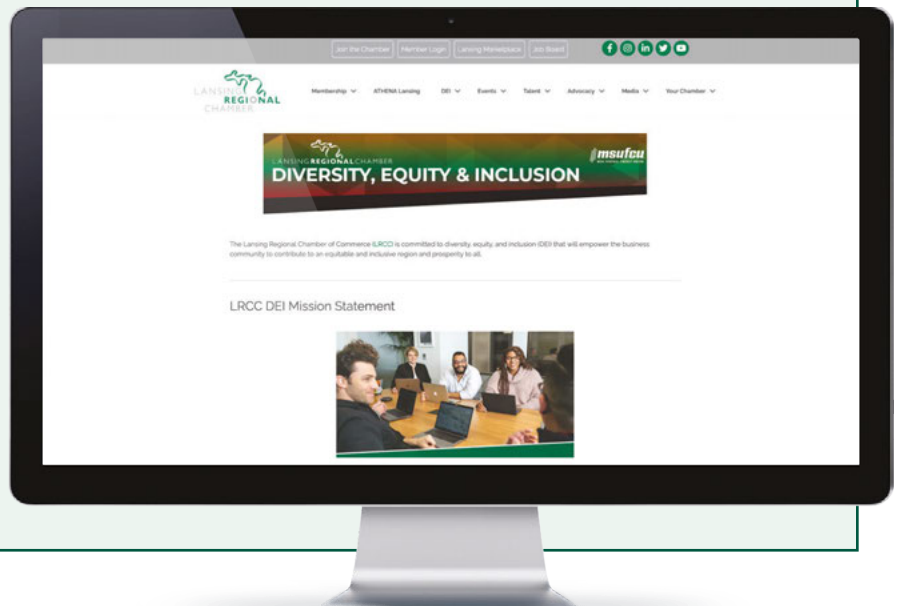 Join the Chamber Member Login Lansing Marketplace Job Board
LANSING
REGIONAL
CHAMBER
Membership ATHENA Lansing DEI Events Talent Advocacy Media Your Chamber
LANSING REGIONAL CHAMBER
msufcu
DIVERSITY, EQUITY & INCLUSION
The Lansing Regional Chamber of Commerce (LRCC) is committed to diversity, equity, and inclusion (DEI) that will empower the business
community to contribute to an equitable and inclusive region and prosperity to all.
LRCC DEI Mission Statement